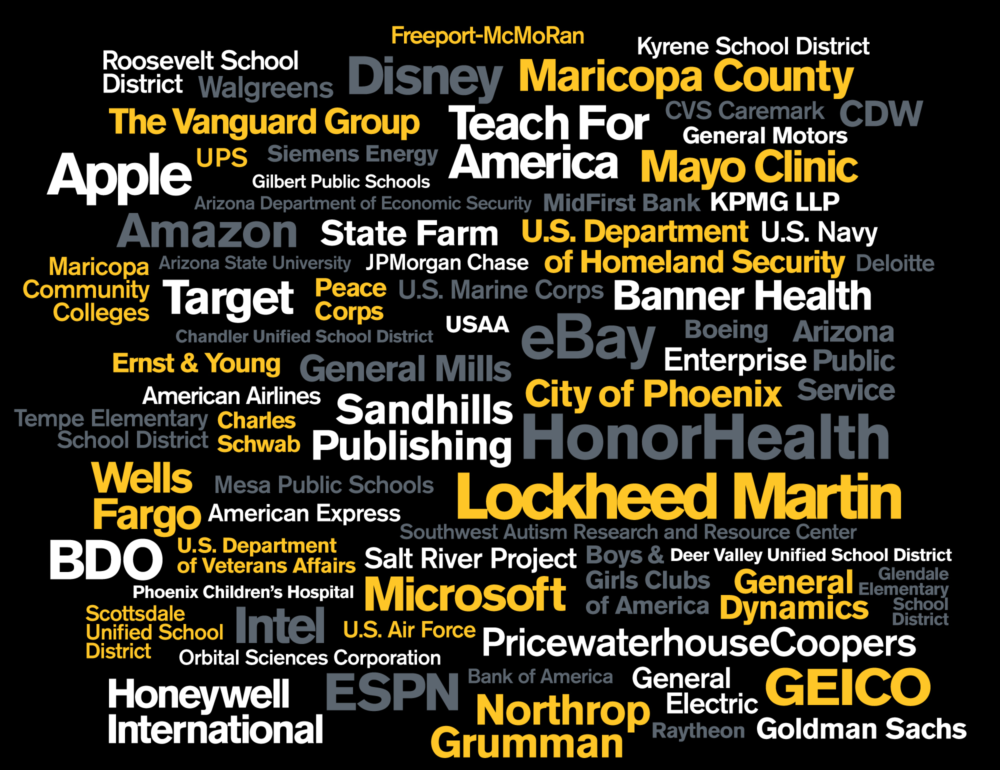 Freeport-McMoRan
Kyrene School District
Roosevelt School
District
Walgreens
Disney
Maricopa County
The Vanguard Group
Teach For
America
CVS Caremark
CDW
General Motors
Apple
UPS
Siemens Energy
Gilbert Public Schools
Mayo Clinic
Arizona Department of Economic Security
MidFirst Bank
KPMG LLP
Amazon
State Farm
U.S. Department
of Homeland Security
U.S. Navy
Maricopa
Community
Colleges
Arizona State University
JPMorgan Chase
Deloitte
Target
Peace
Corps
U.S. Marine Corps
Banner Health
USAA
Chandler Unified School District
eBay
Boeing
Arizona
Public
Service
Enterprise
Ernst & Young
General Mills
City of Phoenix
American Airlines
Sandhills
Publishing
Tempe Elementary
School District
Charles
Schwab
HonorHealth
Wells
Fargo
Mesa Public Schools
Lockheed Martin
American Express
Southwest Autism Research and Resource Center
BDO
U.S. Department
of Veterans Affairs
Salt River Project
Boys &
Girls Clubs
of America
Deer Valley Unified School District
Phoenix Children’s Hospital
Microsoft
General
Dynamics
Glendale
Elementary
School
District
Scottsdale
Unified School
District
Intel
U.S. Air Force
PricewaterhouseCoopers
Orbital Sciences Corporation
Honeywell
International
ESPN
Bank of America
General
Electric
GEICO
Northrop
Grumman
Raytheon
Goldman Sachs